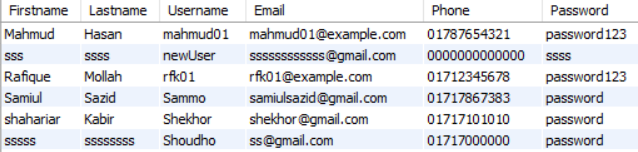 Firstname Lastname Username Email Phone Password
Mahmud Hasan mahmud01 mahmud01@example.com 01787654321 password123
sss ssss newUser ssssssssssss@gmail.com 0000000000000 ssss
Rafique Mollah rfk01 rfk01@example.com 01712345678 password123
Samiul Sazid Sammo samiulsazid@gmail.com 01717867383 password
shahariar Kabir Shekhor shekhor@gmail.com 01717101010 password
sssss ssssssss Shoudho ss@gmail.com 01717000000 password